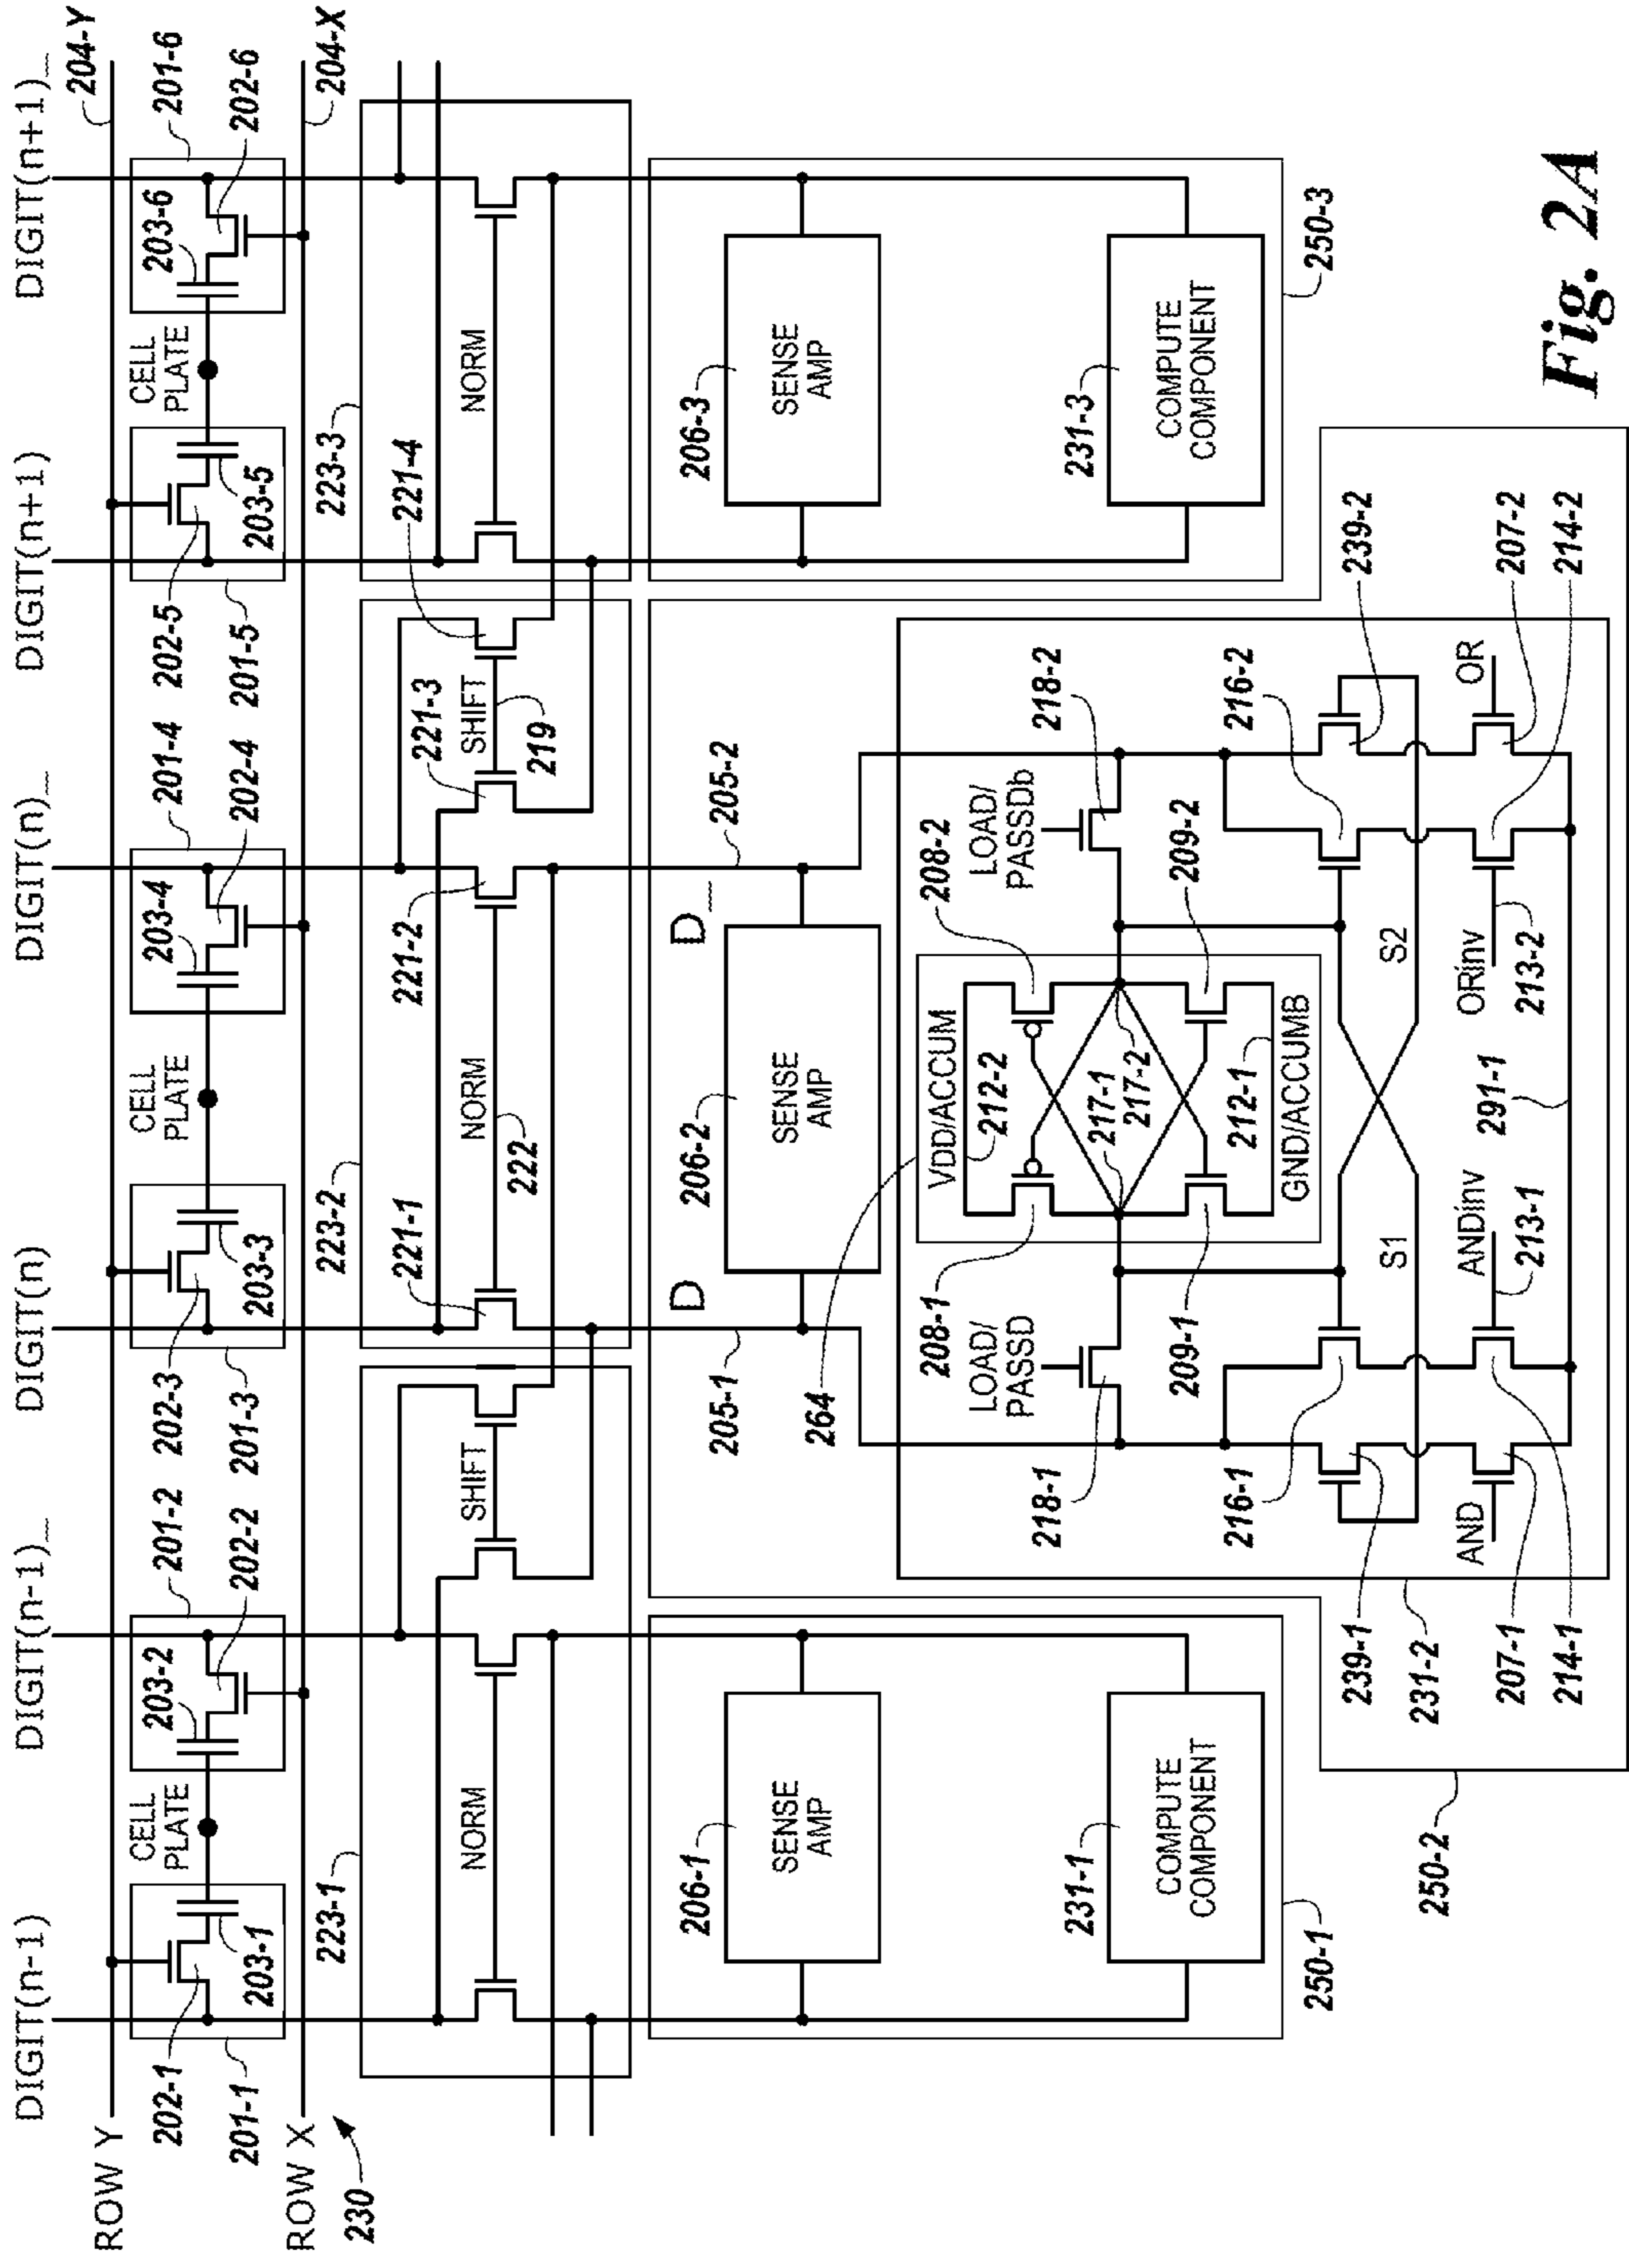 DIGIT(n-1)
DIGIT(n-1)_
DIGIT(n)
DIGIT(n)_
DIGIT(n+1)
DIGIT(n+1)_
ROW Y
204-Y
202-1
203-1
201-1
CELL
PLATE
203-2
201-2
202-2
202-3
203-3
201-3
CELL
PLATE
203-4
201-4
202-4
202-5
203-5
201-5
CELL
PLATE
203-6
201-6
202-6
ROW X
204-X
230
223-1
223-2
223-3
NORM
SHIFT
221-1
NORM
222
221-2
221-3
SHIFT
219
221-4
NORM
206-1
SENSE
AMP
231-1
COMPUTE
COMPONENT
250-1
D
D_
205-1
205-2
206-2
SENSE
AMP
206-3
SENSE
AMP
231-3
COMPUTE
COMPONENT
250-3
264
LOAD/
PASSD
218-1
208-1
209-1
VDD/ACCUM
212-2
217-1
217-2
212-1
GND/ACCUMB
208-2
209-2
LOAD/
PASSDb
218-2
216-1
216-2
S1
S2
239-1
239-2
AND
ANDinv
213-1
291-1
ORinv
213-2
OR
231-2
207-1
214-1
207-2
214-2
250-2
Fig. 2A